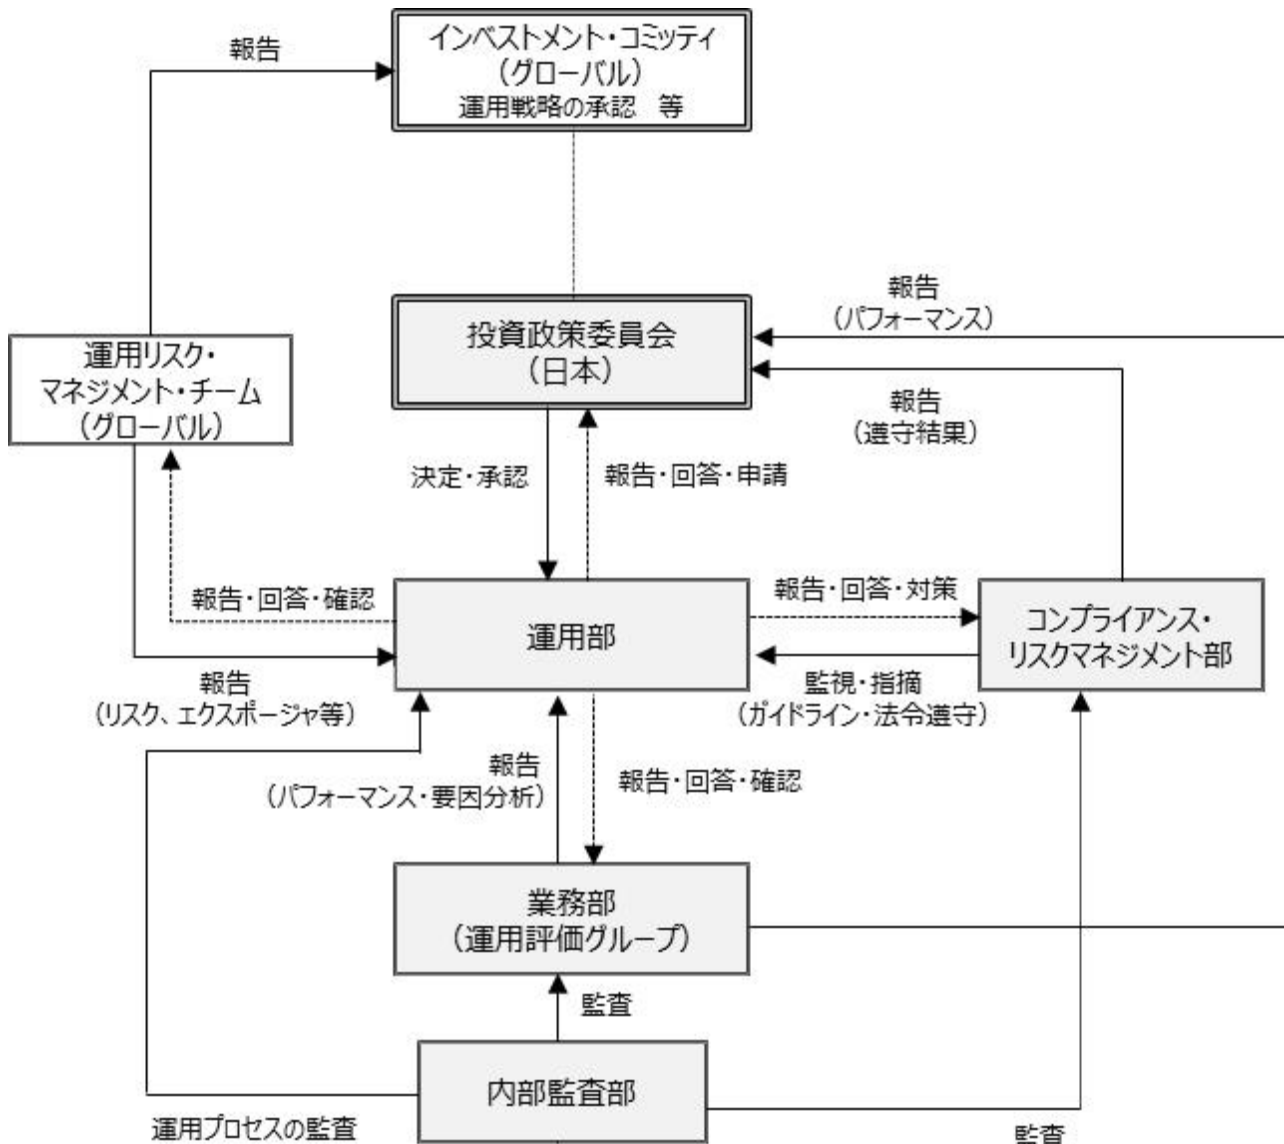 インベストメント・コミッティ
（グローバル）
運用戦略の承認　等
報告
報告
（パフォーマンス）
投資政策委員会
（日本）
運用リスク・
マネジメント・チーム
（グローバル）
報告
（遵守結果）
決定・承認
報告・回答・申請
報告・回答・確認
運用部
報告・回答・対策
コンプライアンス・
リスクマネジメント部
報告
（リスク、エクスポージャ等）
監視・指摘
（ガイドライン・法令遵守）
報告
（パフォーマンス・要因分析）
報告・回答・確認
業務部
（運用評価グループ）
監査
内部監査部
運用プロセスの監査
監査